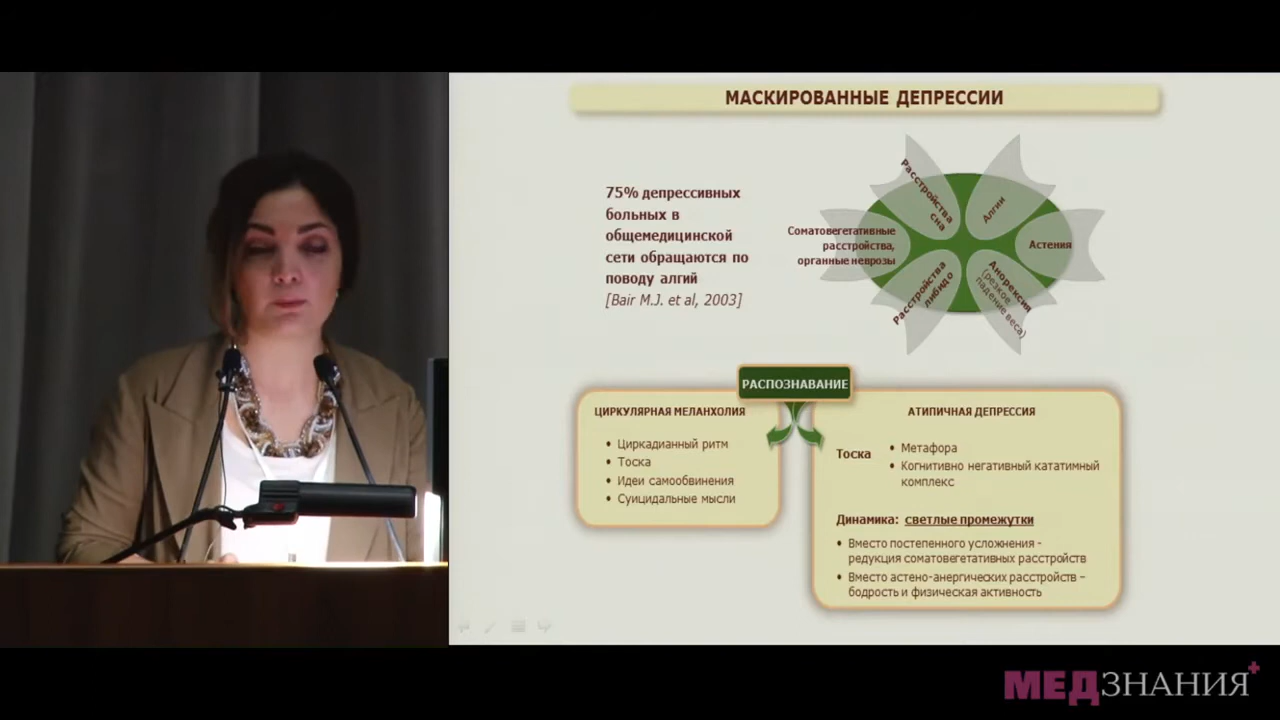 МАСКИРОВАННЫЕ ДЕПРЕССИИ
75% депрессивных
больных в
общемедицинской
сети обращаются по
поводу алгий
[Bair M.J. et al, 2003]
Расстройства
сна
Алгии
Соматовегетативные
расстройства,
органные неврозы
Астения
Расстройства
либидо
Анорексия
(резкое
падение веса)
РАСПОЗНАВАНИЕ
ЦИРКУЛЯРНАЯ МЕЛАНХОЛИЯ
• Циркадианный ритм
• Тоска
• Идеи самообвинения
• Суицидальные мысли
АТИПИЧНАЯ ДЕПРЕССИЯ
Тоска
• Метафора
• Когнитивно негативный кататимный
комплекс
Динамика: светлые промежутки
• Вместо постепенного усложнения -
редукция соматовегетативных расстройств
• Вместо астено-анергических расстройств –
бодрость и физическая активность
МЕДЗНАНИЯ+